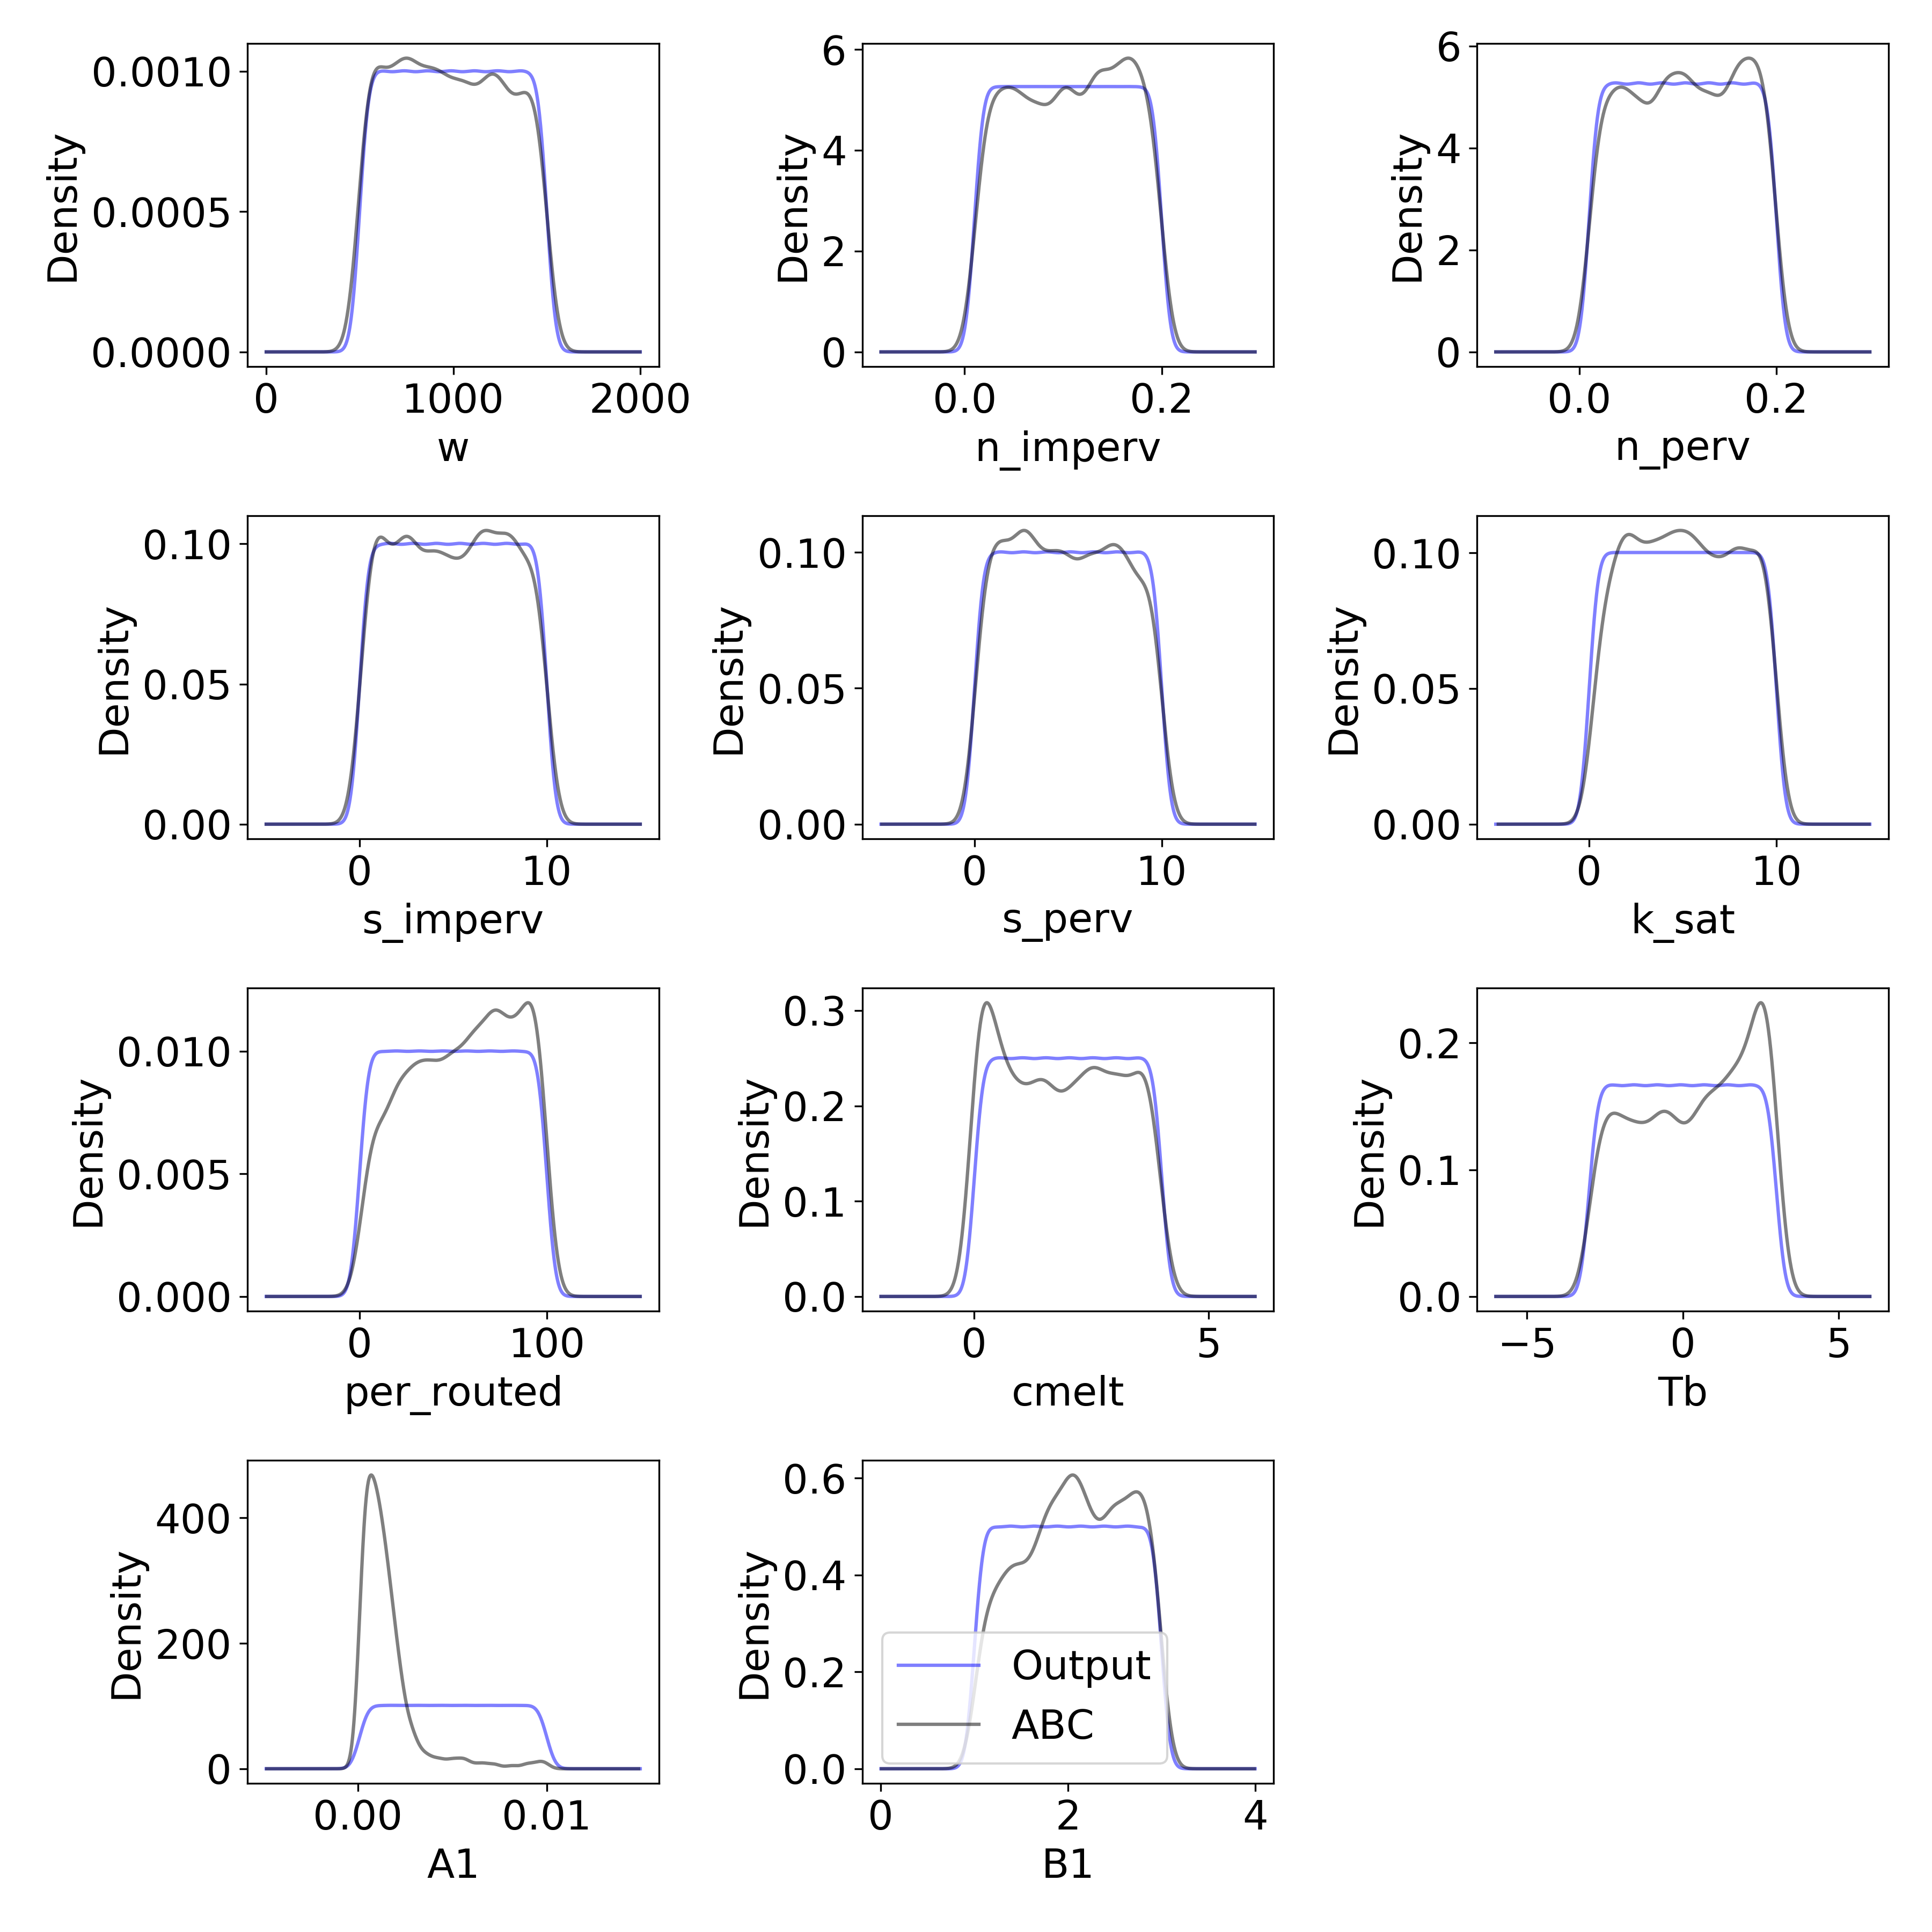 0.0010
0.0005
0.0000
Density
0 1000 2000
w
6
4
2
0
Density
0.0 0.2
n_imperv
6
4
2
0
Density
0.0 0.2
n_perv
0.10
0.05
0.00
Density
0 10
s_imperv
0.10
0.05
0.00
Density
0 10
s_perv
0.10
0.05
0.00
Density
0 10
k_sat
0.010
0.005
0.000
Density
0 100
per_routed
0.3
0.2
0.1
0.0
Density
0 5
cmelt
0.2
0.1
0.0
Density
−5 0 5
Tb
400
200
0
Density
0.00 0.01
A1
0.6
0.4
0.2
0.0
Density
Output
ABC
0 2 4
B1